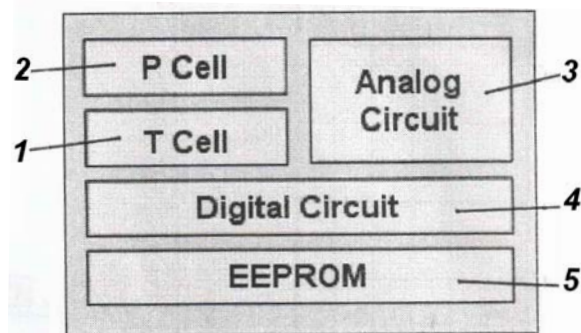 2
P Cell
Analog
Circuit
3
1
T Cell
Digital Circuit
4
EEPROM
5